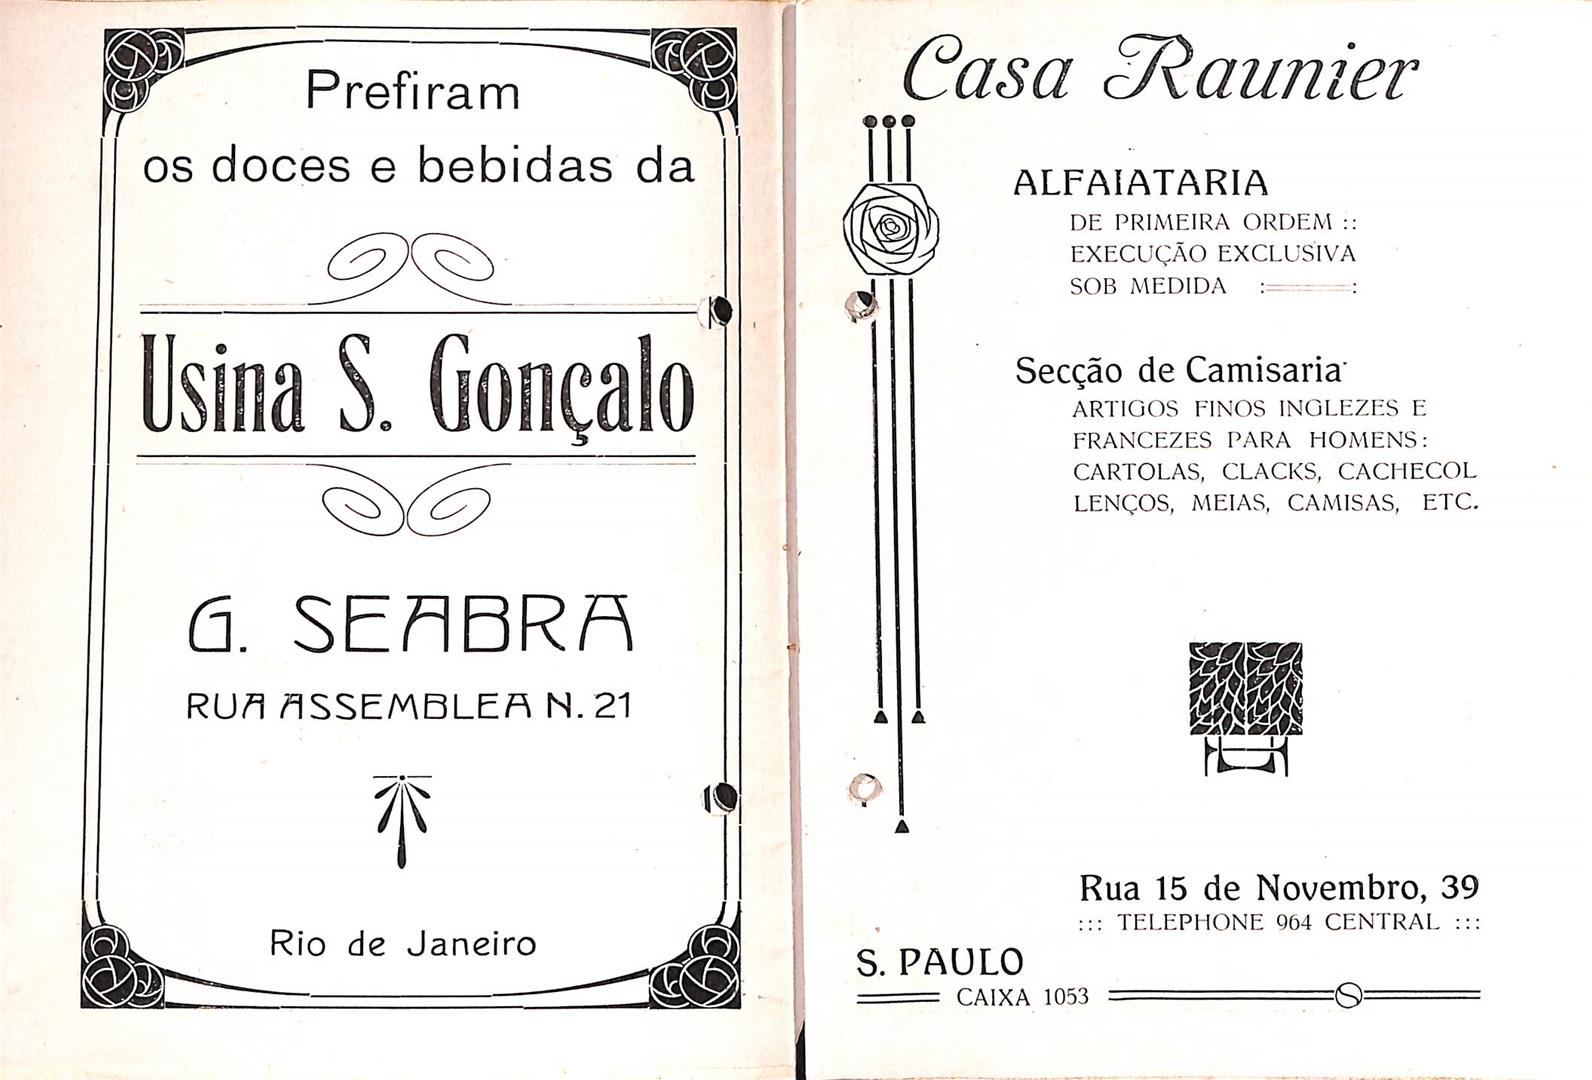 Prefiram
os doces e bebidas da
Usina S. Gonçalo
G. SEABRA
RUA ASSEMBLEA N. 21
Rio de Janeiro
Casa Raunier
ALFAIATARIA
DE PRIMEIRA ORDEM ::
EXECUÇÃO EXCLUSIVA
SOB MEDIDA
Secção de Camisaria
ARTIGOS FINOS INGLEZES E
FRANCEZES PARA HOMENS:
CARTOLAS, CLACKS, CACHECOL
LENÇOS, MEIAS, CAMISAS, ETC.
Rua 15 de Novembro, 39
::: TELEPHONE 964 CENTRAL :::
S. PAULO
CAIXA 1053